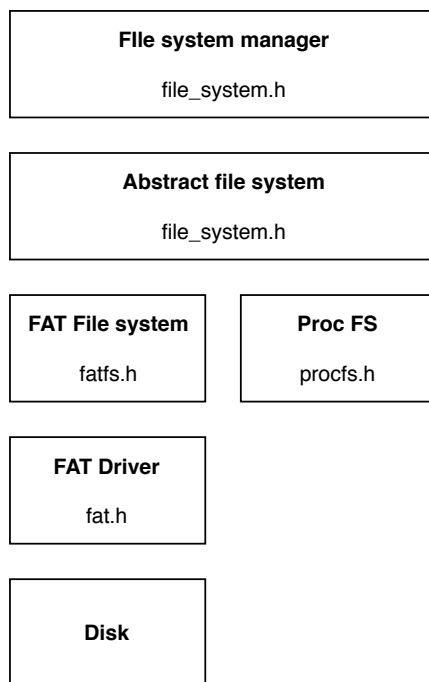 FIle system manager
file_system.h
Abstract file system
file_system.h
FAT File system
fatfs.h
Proc FS
procfs.h
FAT Driver
fat.h
Disk